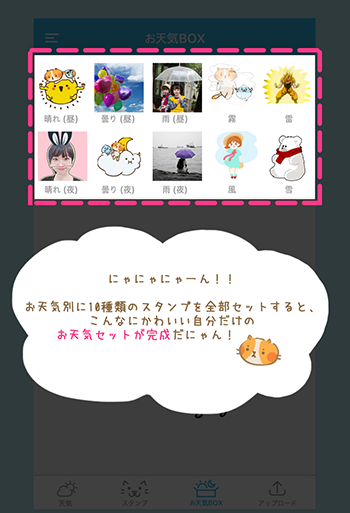 お天気BOX
晴れ (昼) 曇り (昼) 雨 (昼) 霧 雷
晴れ (夜) 曇り (夜) 雨 (夜) 風 雪
にゃにゃにゃーん！！
お天気別に10種類のスタンプを全部セットすると、
こんなにかわいい自分だけの
お天気セットが完成だにゃん！
天気 スタンプ お天気BOX アップロード